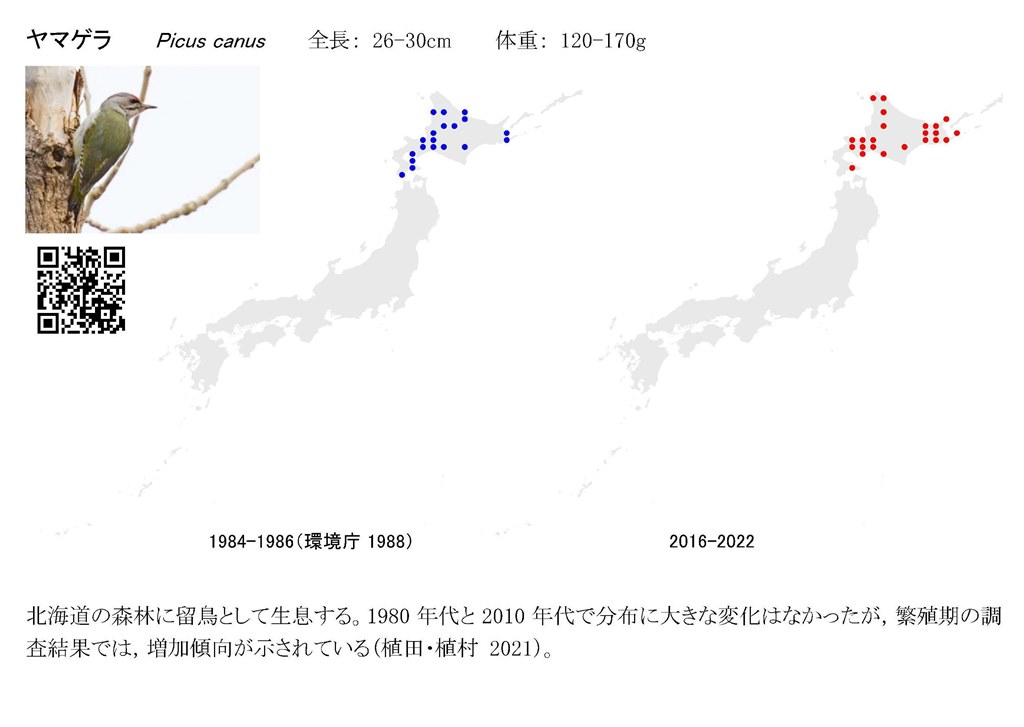 ヤマゲラ Picus canus 全長： 26-30cm 体重： 120-170g
1984-1986（環境庁 1988） 2016-2022
北海道の森林に留鳥として生息する。1980 年代と 2010 年代で分布に大きな変化はなかったが，繁殖期の調
査結果では，増加傾向が示されている（植田・植村 2021）。